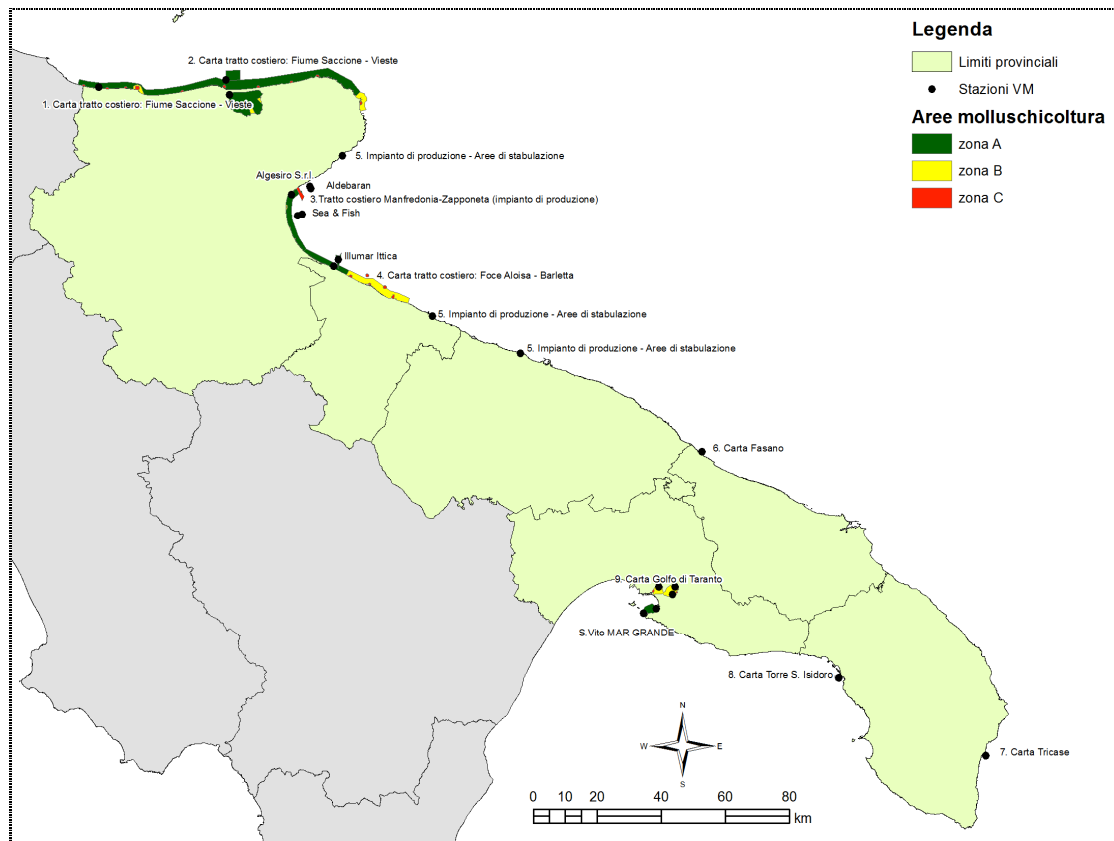 Legenda
Limiti provinciali
Stazioni VM
Aree molluschicoltura
zona A
zona B
zona C
2. Carta tratto costiero: Fiume Saccione - Vieste
1. Carta tratto costiero: Fiume Saccione - Vieste
5. Impianto di produzione - Aree di stabulazione
Algesiro S.r.l.
Aldebaran
3.Tratto costiero Manfredonia-Zapponeta (impianto di produzione)
Sea & Fish
Illumar Ittica
4. Carta tratto costiero: Foce Aloisa - Barletta
5. Impianto di produzione - Aree di stabulazione
5. Impianto di produzione - Aree di stabulazione
6. Carta Fasano
9. Carta Golfo di Taranto
S.Vito MAR GRANDE
8. Carta Torre S. Isidoro
7. Carta Tricase
N
W E
S
0 10 20 40 60 80
km